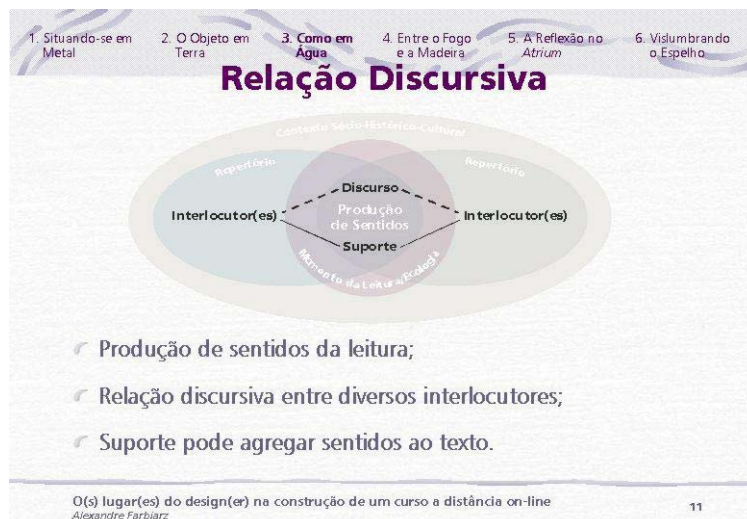 1. Situando-se em Metal
2. O Objeto em Terra
3. Como em Água
4. Entre o Fogo e a Madeira
5. A Reflexão no Atrium
6. Vislumbrando o Espelho
Relação Discursiva
Contexto Sócio-Histórico-Cultural
Repertório
Repertório
Discurso
Interlocutor(es)
Produção
de Sentidos
Interlocutor(es)
Suporte
Momento da Leitura/Ecologia
Produção de sentidos da leitura;
Relação discursiva entre diversos interlocutores;
Suporte pode agregar sentidos ao texto.
O(s) lugar(es) do design(er) na construção de um curso a distância on-line
Alexandre Farbiarz
11